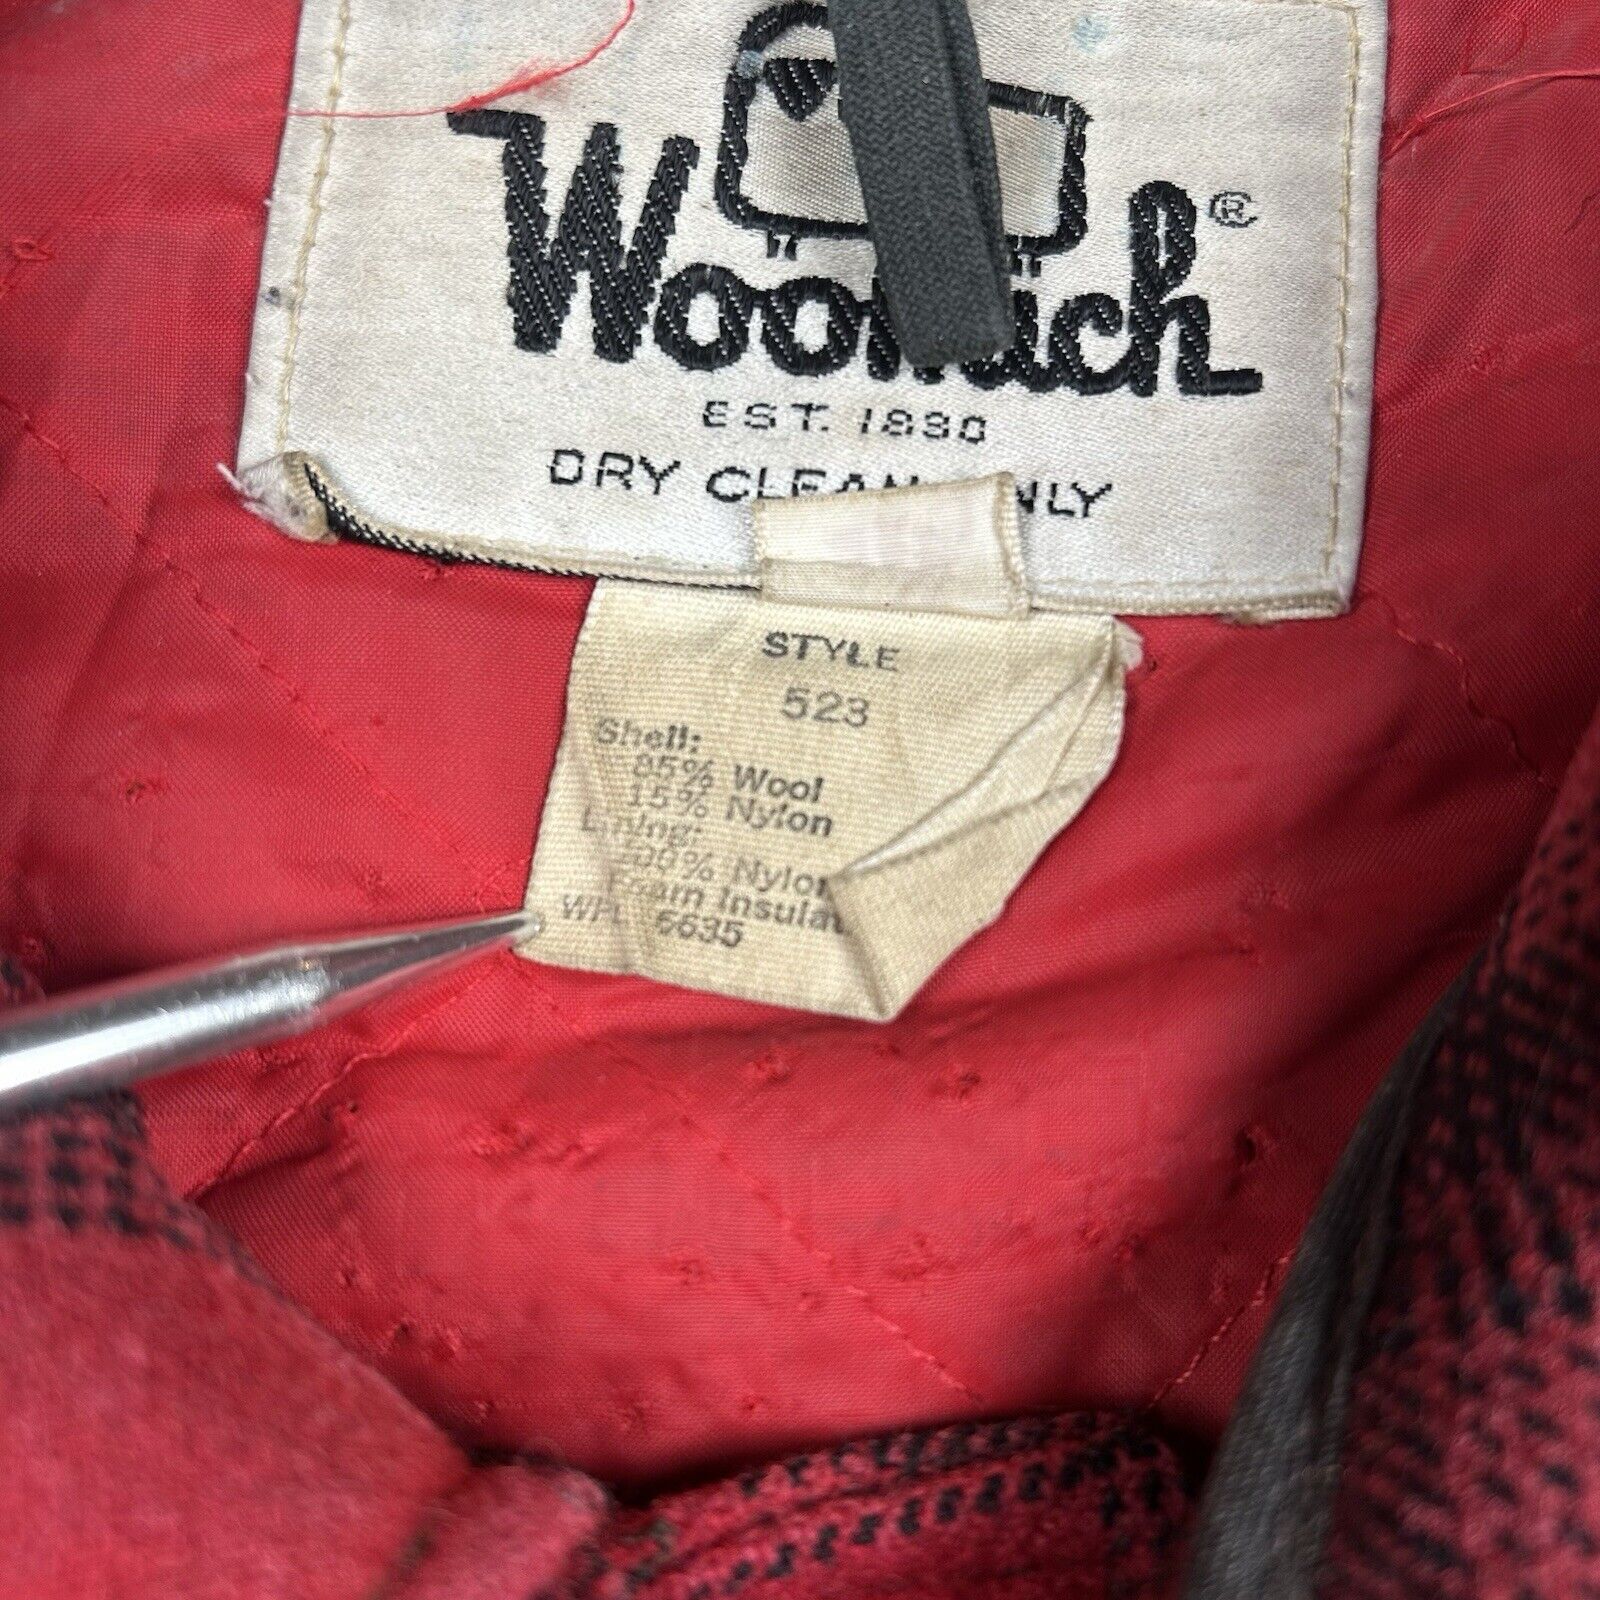 Woolrich®
EST. 1830
DRY CLEAN ONLY
STYLE
523
Shell:
85% Wool
15% Nylon
Lining:
100% Nylon
Foam Insulat
WPL 6635